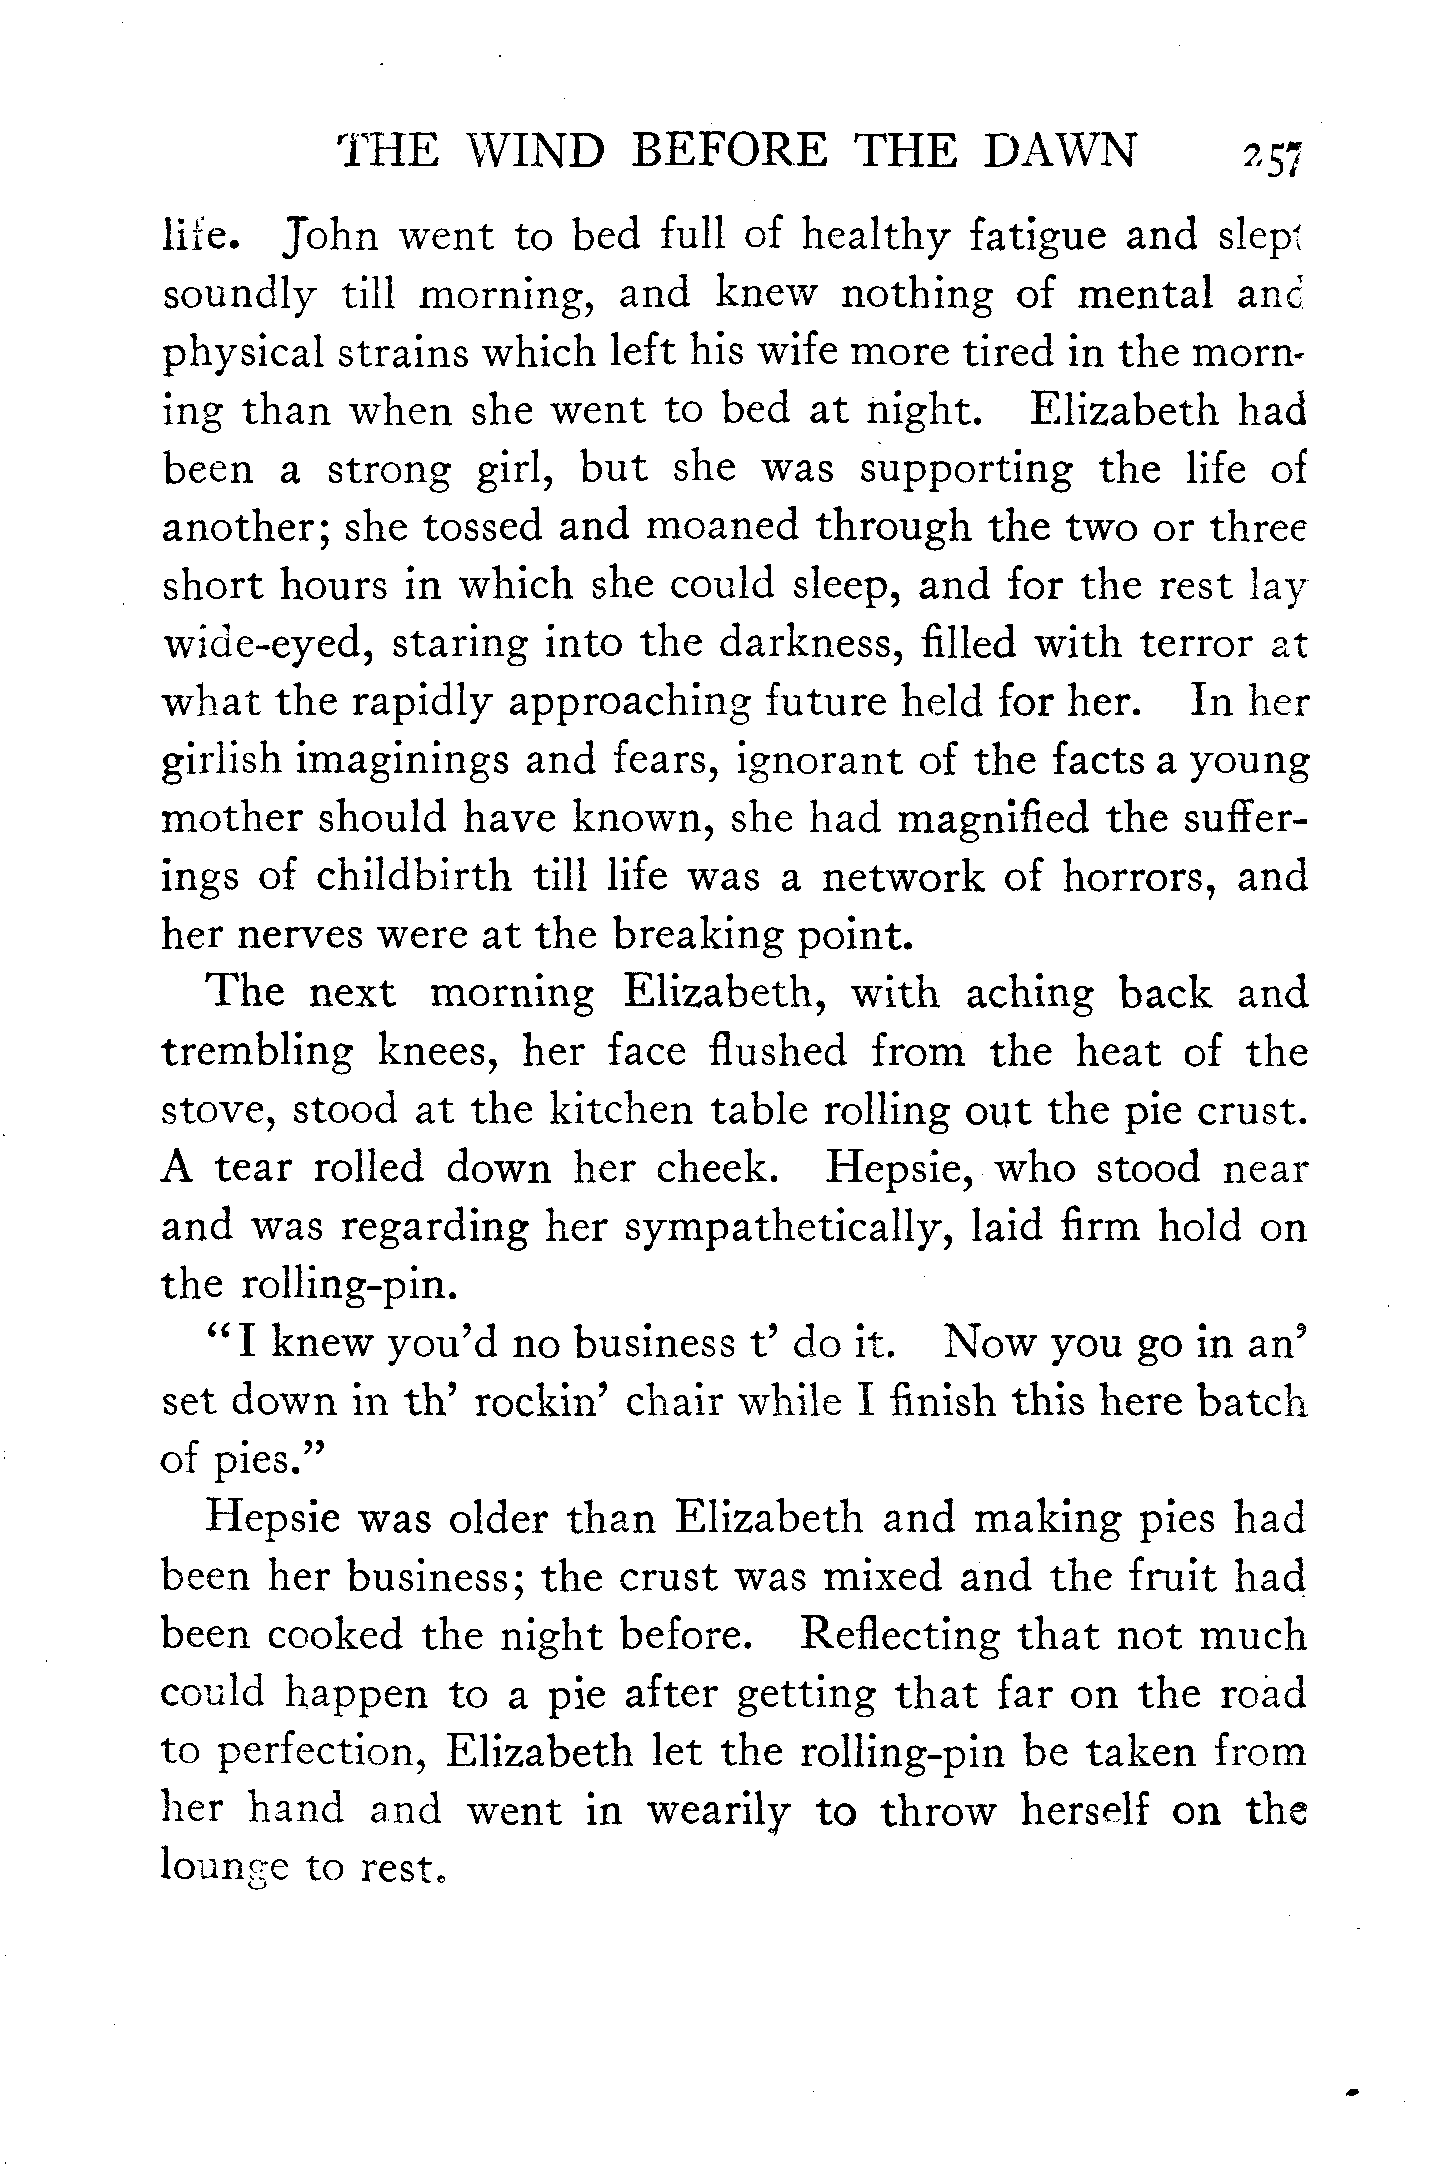 THE WIND BEFORE THE DAWN 257
life. John went to bed full of healthy fatigue and slept
soundly till morning, and knew nothing of mental and
physical strains which left his wife more tired in the morn-
ing than when she went to bed at night. Elizabeth had
been a strong girl, but she was supporting the life of
another; she tossed and moaned through the two or three
short hours in which she could sleep, and for the rest lay
wide-eyed, staring into the darkness, filled with terror at
what the rapidly approaching future held for her. In her
girlish imaginings and fears, ignorant of the facts a young
mother should have known, she had magnified the suffer-
ings of childbirth till life was a network of horrors, and
her nerves were at the breaking point.
The next morning Elizabeth, with aching back and
trembling knees, her face flushed from the heat of the
stove, stood at the kitchen table rolling out the pie crust.
A tear rolled down her cheek. Hepsie, who stood near
and was regarding her sympathetically, laid firm hold on
the rolling-pin.
“I knew you’d no business t’ do it. Now you go in an’
set down in th’ rockin’ chair while I finish this here batch
of pies.”
Hepsie was older than Elizabeth and making pies had
been her business; the crust was mixed and the fruit had
been cooked the night before. Reflecting that not much
could happen to a pie after getting that far on the road
to perfection, Elizabeth let the rolling-pin be taken from
her hand and went in wearily to throw herself on the
lounge to rest.